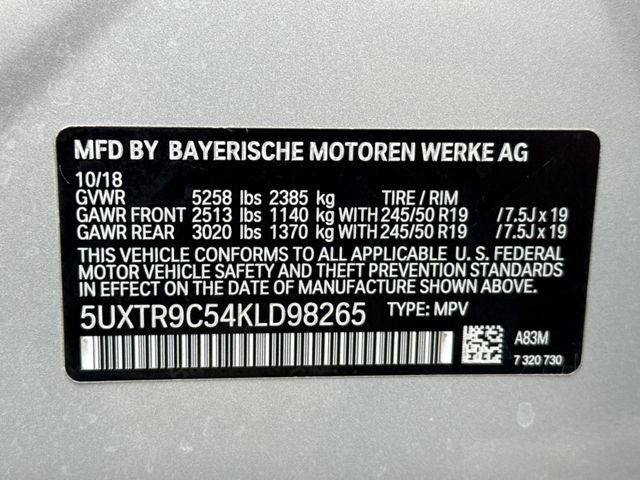 MFD BY BAYERISCHE MOTOREN WERKE AG
10/18
GVWR 5258 lbs 2385 kg TIRE / RIM
GAWR FRONT 2513 lbs 1140 kg WITH 245/50 R19 /7.5J x 19
GAWR REAR 3020 lbs 1370 kg WITH 245/50 R19 /7.5J x 19
THIS VEHICLE CONFORMS TO ALL APPLICABLE U. S. FEDERAL
MOTOR VEHICLE SAFETY AND THEFT PREVENTION STANDARDS
IN EFFECT ON THE DATE OF MANUFACTURE SHOWN ABOVE.
5UXTR9C54KLD98265 TYPE: MPV
A83M
7 320 730